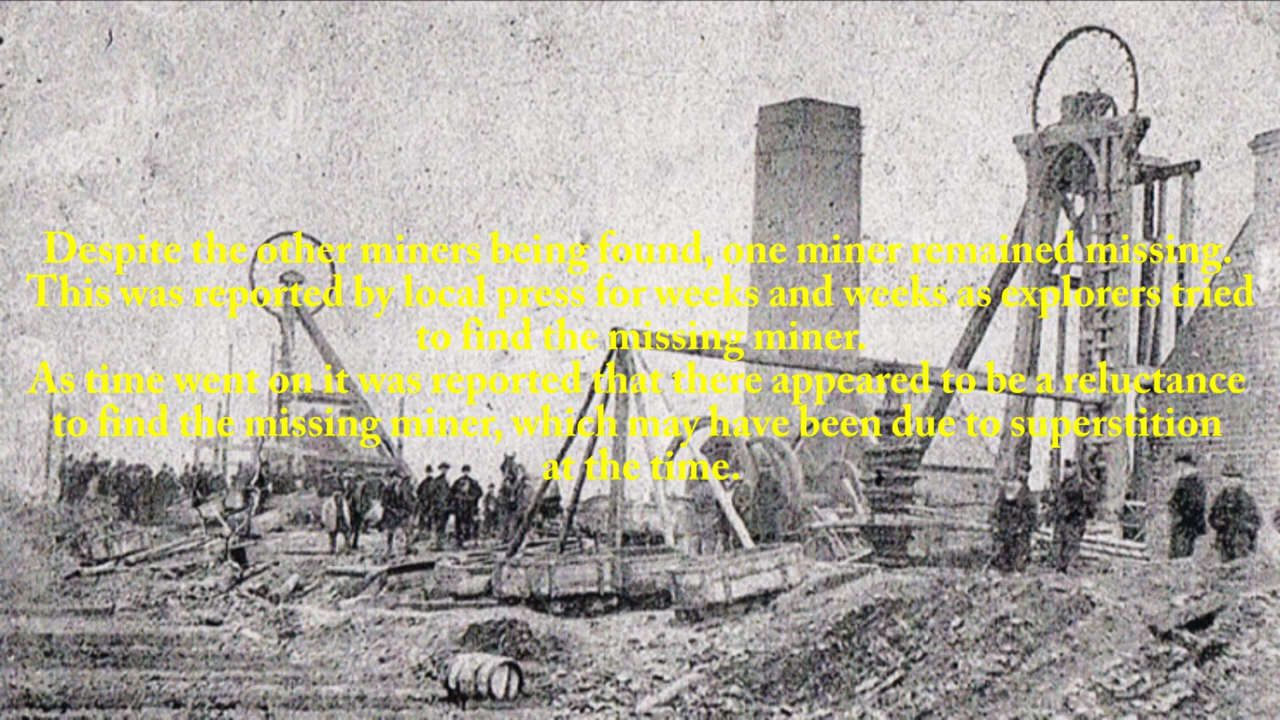 Despite the other miners being found, one miner remained missing.
This was reported by local press for weeks and weeks as explorers tried
to find the missing miner.
As time went on it was reported that there appeared to be a reluctance
to find the missing miner, which may have been due to superstition
at the time.